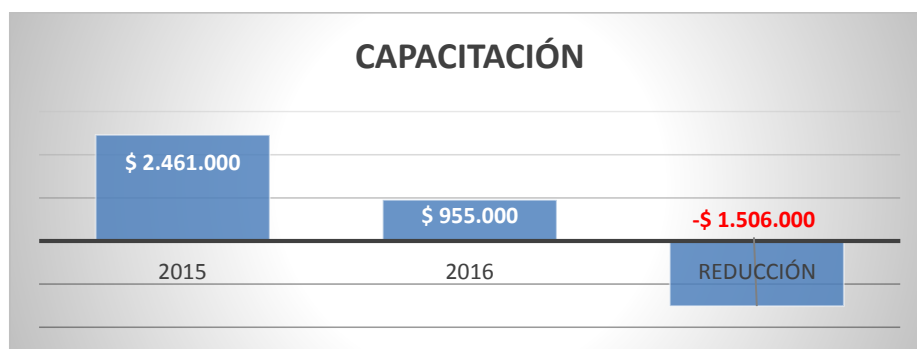 CAPACITACIÓN
$ 2.461.000
$ 955.000
-$ 1.506.000
2015
2016
REDUCCIÓN